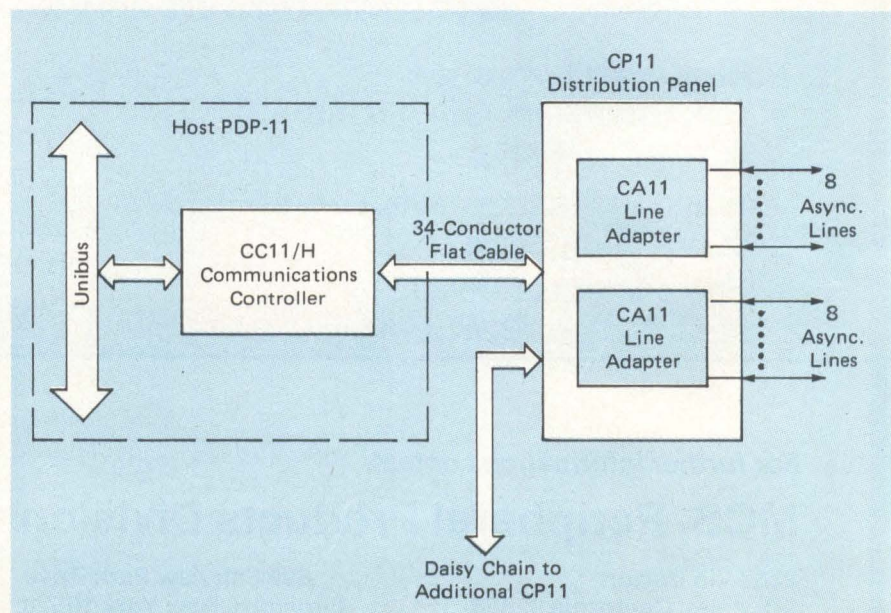 CP11
Distribution Panel
Host PDP-11
Unibus
CC11/H
Communications
Controller
34-Conductor
Flat Cable
CA11
Line
Adapter
8
Async.
Lines
CA11
Line
Adapter
8
Async.
Lines
Daisy Chain to
Additional CP11